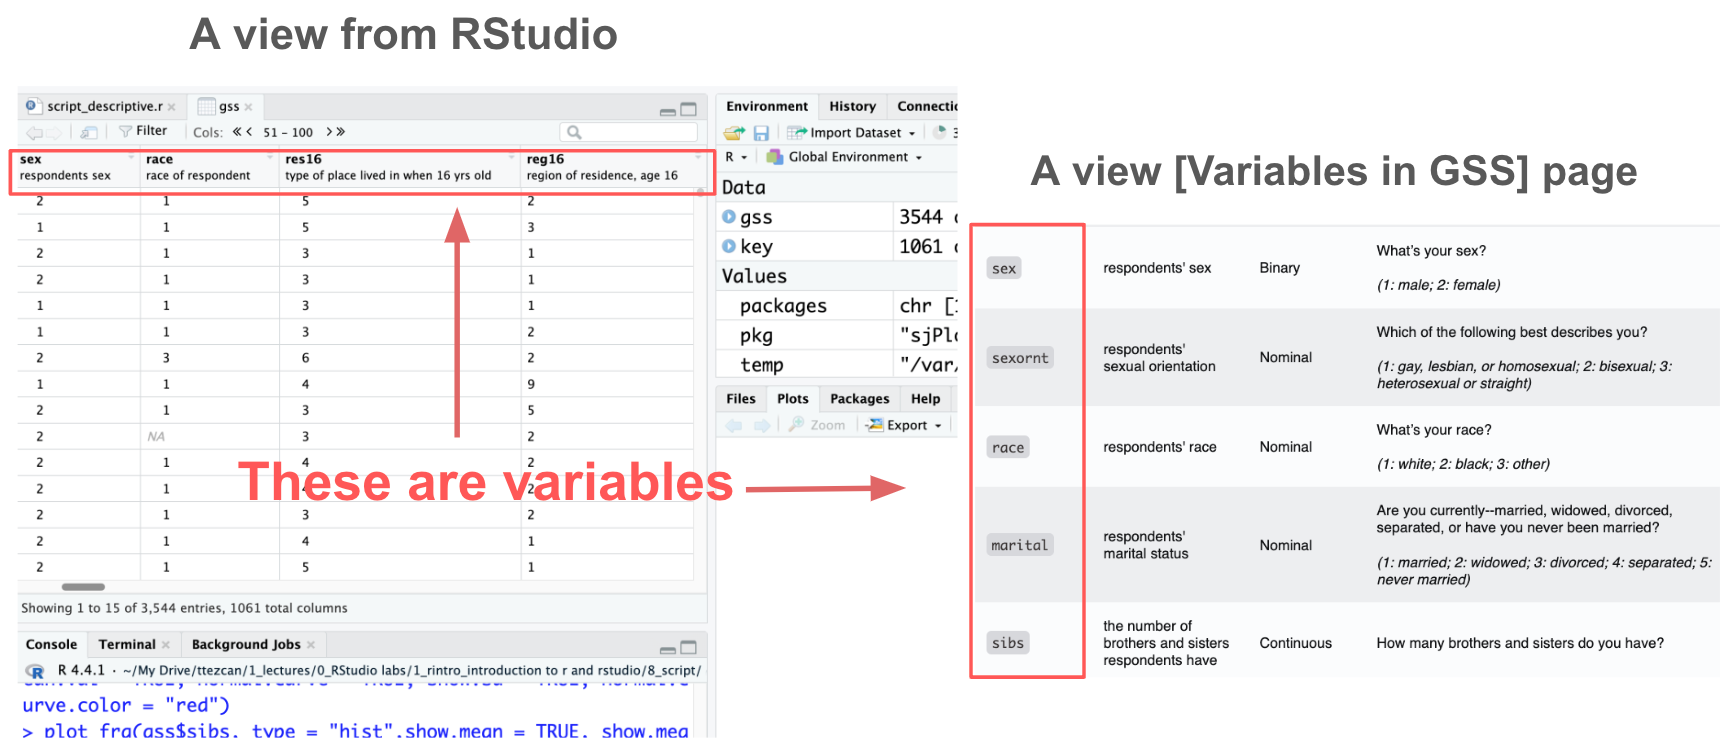 A view from RStudio
script_descriptive.r
gss
Filter
Cols:
51 - 100
sex
race
res16
reg16
respondents sex
race of respondent
type of place lived in when 16 yrs old
region of residence, age 16
2 1 5 2
1 1 5 3
2 1 3 1
2 1 3 1
1 1 3 1
1 1 3 2
2 3 6 2
1 1 4 9
2 1 3 5
2 NA 3 2
2 1 4 2
2 1 4 2
2 1 3 2
2 1 4 1
2 1 5 1
Showing 1 to 15 of 3,544 entries, 1061 total columns
Console
Terminal
Background Jobs
R 4.4.1 · ~/My Drive/ttezcan/1_lectures/0_RStudio labs/1_rintro_introduction to r and rstudio/8_script/
urve.color = "red")
> plot_frq(gss$sibs, type = "hist",show.mean = TRUE, show.med
Environment
History
Connectio
Import Dataset
3
R
Global Environment
Data
gss 3544 o
key 1061 o
Values
packages chr [1
pkg "sjPlo
temp "/var/
Files
Plots
Packages
Help
Zoom
Export
These are variables
A view [Variables in GSS] page
sex
respondents' sex
Binary
What's your sex?
(1: male; 2: female)
sexornt
respondents'
sexual orientation
Nominal
Which of the following best describes you?
(1: gay, lesbian, or homosexual; 2: bisexual; 3:
heterosexual or straight)
race
respondents' race
Nominal
What's your race?
(1: white; 2: black; 3: other)
marital
respondents'
marital status
Nominal
Are you currently--married, widowed, divorced,
separated, or have you never been married?
(1: married; 2: widowed; 3: divorced; 4: separated; 5:
never married)
sibs
the number of
brothers and sisters
respondents have
Continuous
How many brothers and sisters do you have?